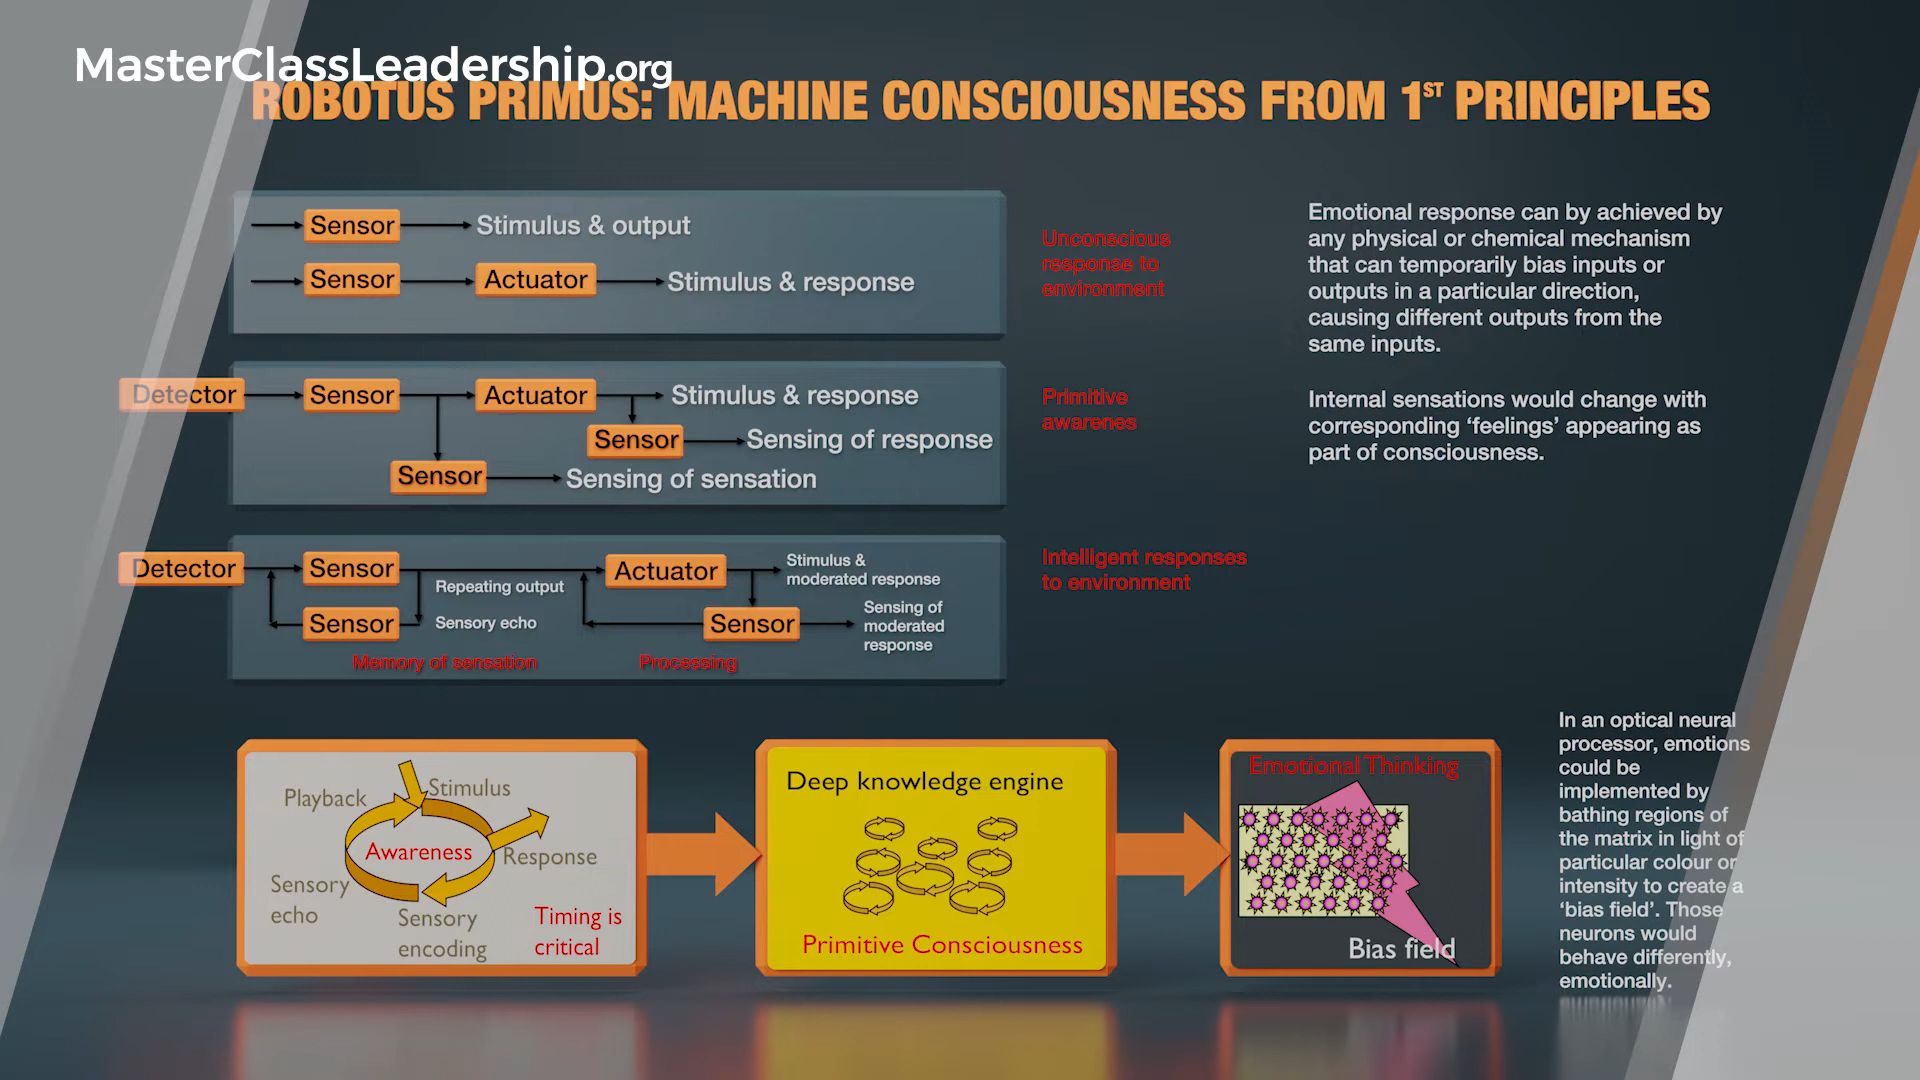 MasterClassLeadership.org
ROBOTUS PRIMUS: MACHINE CONSCIOUSNESS FROM 1ST PRINCIPLES
Sensor
Stimulus & output
Sensor
Actuator
Stimulus & response
Unconscious
response to
environment
Emotional response can by achieved by
any physical or chemical mechanism
that can temporarily bias inputs or
outputs in a particular direction,
causing different outputs from the
same inputs.
Detector
Sensor
Actuator
Stimulus & response
Sensor
Sensing of response
Sensor
Sensing of sensation
Primitive
awarenes
Internal sensations would change with
corresponding ‘feelings’ appearing as
part of consciousness.
Detector
Sensor
Repeating output
Actuator
Stimulus &
moderated response
Sensor
Sensory echo
Sensor
Sensing of
moderated
response
Memory of sensation
Processing
Intelligent responses
to environment
Playback
Stimulus
Awareness
Response
Sensory
echo
Sensory
encoding
Timing is
critical
Deep knowledge engine
Primitive Consciousness
Emotional Thinking
Bias field
In an optical neural
processor, emotions
could be
implemented by
bathing regions of
the matrix in light of
particular colour or
intensity to create a
‘bias field’. Those
neurons would
behave differently,
emotionally.